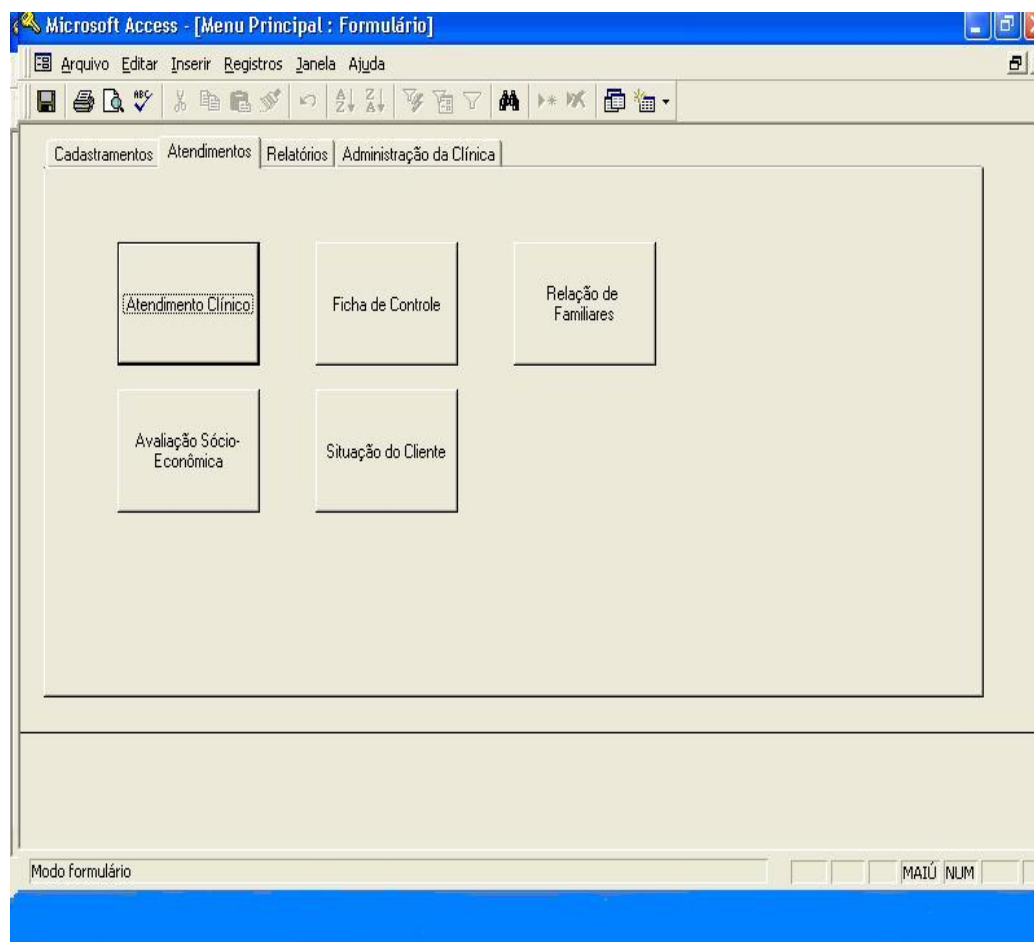 Microsoft Access - [Menu Principal : Formulário]
Arquivo Editar Inserir Registros Janela Ajuda
Cadastramentos Atendimentos Relatórios Administração da Clínica
Atendimento Clínico
Ficha de Controle
Relação de
Familiares
Avaliação Sócio-
Econômica
Situação do Cliente
Modo formulário
MAIÚ NUM